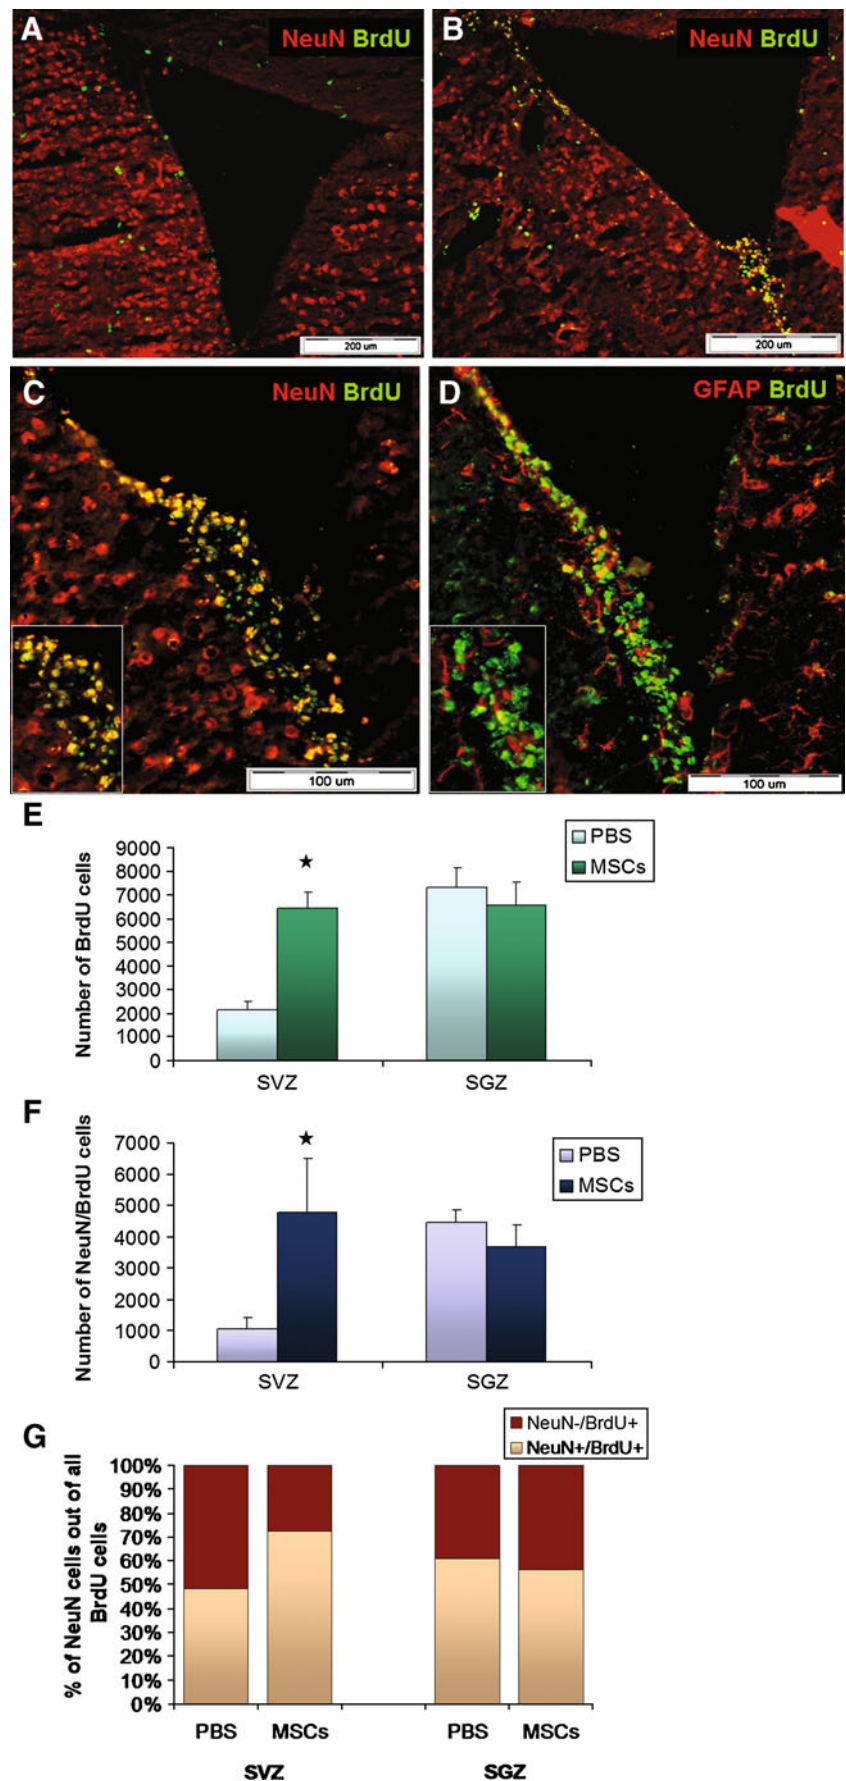 A
NeuN BrdU
200 um
B
NeuN BrdU
200 um
C
NeuN BrdU
100 um
D
GFAP BrdU
100 um
E
Number of BrdU cells
9000
8000
7000
6000
5000
4000
3000
2000
1000
0
★
PBS
MSCs
SVZ
SGZ
F
Number of NeuN/BrdU cells
7000
6000
5000
4000
3000
2000
1000
0
★
PBS
MSCs
SVZ
SGZ
G
NeuN-/BrdU+
NeuN+/BrdU+
% of NeuN cells out of all
BrdU cells
100%
90%
80%
70%
60%
50%
40%
30%
20%
10%
0%
PBS MSCs PBS MSCs
SVZ SGZ